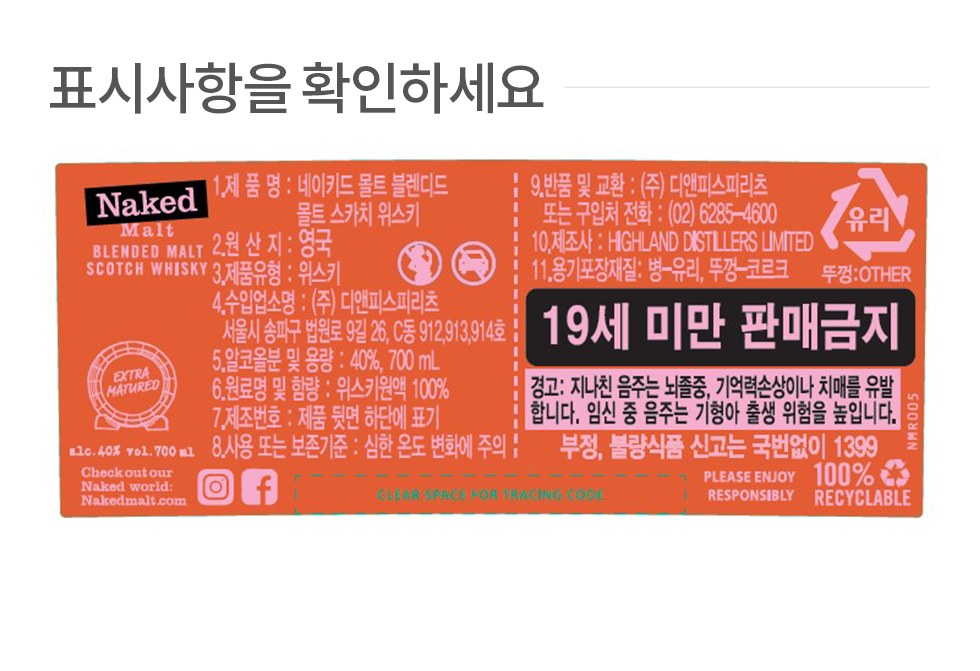 표시사항을 확인하세요
Naked
Malt
BLENDED MALT
SCOTCH WHISKY
EXTRA
MATURED
alc.40% vol.700 ml
Check out our
Naked world:
Nakedmalt.com
1.제 품 명 : 네이키드 몰트 블렌디드
몰트 스카치 위스키
2.원 산 지 : 영국
3.제품유형 : 위스키
4.수입업소명 : (주) 디앤피스피리츠
서울시 송파구 법원로 9길 26, C동 912,913,914호
5.알코올분 및 용량 : 40%, 700 mL
6.원료명 및 함량 : 위스키원액 100%
7.제조번호 : 제품 뒷면 하단에 표기
8.사용 또는 보존기준 : 심한 온도 변화에 주의
CLEAR SPACE FOR TRACING CODE
9.반품 및 교환 : (주) 디앤피스피리츠
또는 구입처 전화 : (02) 6285-4600
10.제조사 : HIGHLAND DISTILLERS LIMITED
11.용기포장재질: 병-유리, 뚜껑-코르크
유리
뚜껑:OTHER
19세 미만 판매금지
경고: 지나친 음주는 뇌졸중, 기억력손상이나 치매를 유발
합니다. 임신 중 음주는 기형아 출생 위험을 높입니다.
부정, 불량식품 신고는 국번없이 1399
NMR005
PLEASE ENJOY
RESPONSIBLY
100%
RECYCLABLE